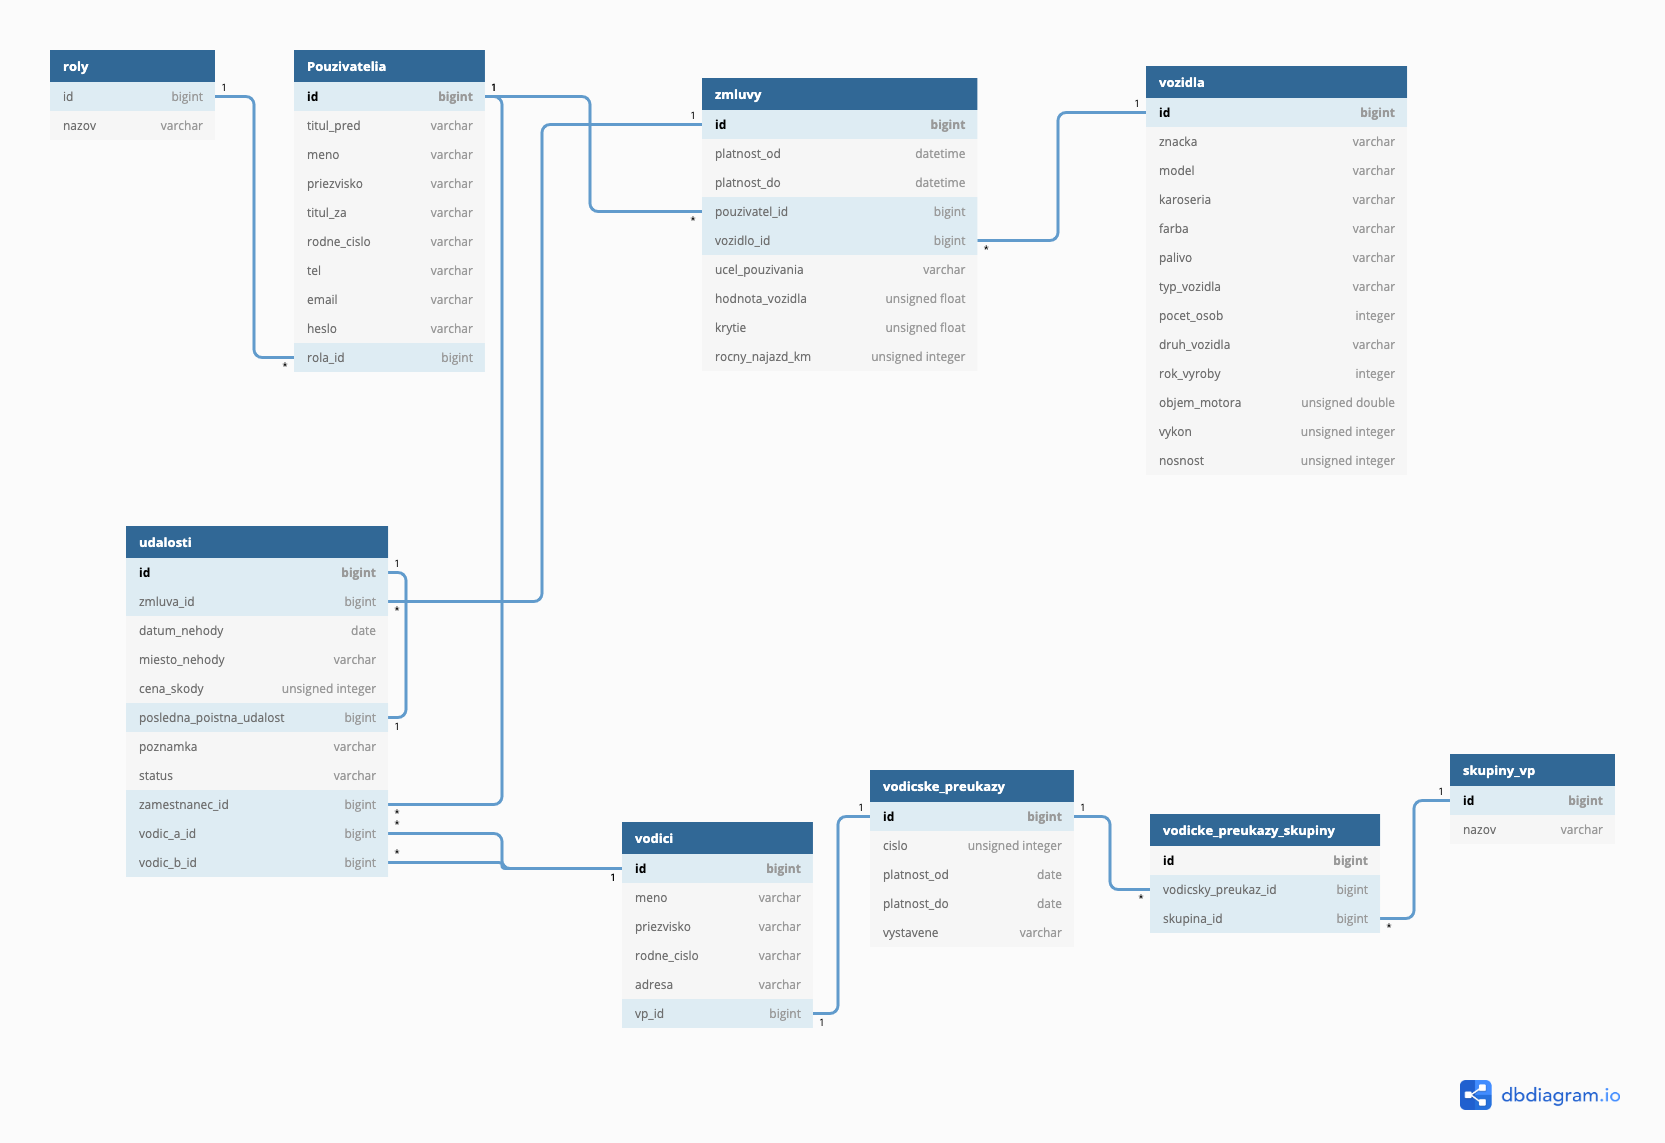 roly
id bigint
nazov varchar
1
*
Pouzivatelia
id bigint
titul_pred varchar
meno varchar
priezvisko varchar
titul_za varchar
rodne_cislo varchar
tel varchar
email varchar
heslo varchar
rola_id bigint
1
1
*
zmluvy
id bigint
platnost_od datetime
platnost_do datetime
pouzivatel_id bigint
vozidlo_id bigint
ucel_pouzivania varchar
hodnota_vozidla unsigned float
krytie unsigned float
rocny_najazd_km unsigned integer
*
1
vozidla
id bigint
znacka varchar
model varchar
karoseria varchar
farba varchar
palivo varchar
typ_vozidla varchar
pocet_osob integer
druh_vozidla varchar
rok_vyroby integer
objem_motora unsigned double
vykon unsigned integer
nosnost unsigned integer
udalosti
id bigint
zmluva_id bigint
datum_nehody date
miesto_nehody varchar
cena_skody unsigned integer
posledna_poistna_udalost bigint
poznamka varchar
status varchar
zamestnanec_id bigint
vodic_a_id bigint
vodic_b_id bigint
1
*
1
*
*
*
1
vodici
id bigint
meno varchar
priezvisko varchar
rodne_cislo varchar
adresa varchar
vp_id bigint
1
1
vodicske_preukazy
id bigint
cislo unsigned integer
platnost_od date
platnost_do date
vystavene varchar
1
*
vodicke_preukazy_skupiny
id bigint
vodicsky_preukaz_id bigint
skupina_id bigint
*
1
skupiny_vp
id bigint
nazov varchar
dbdiagram.io